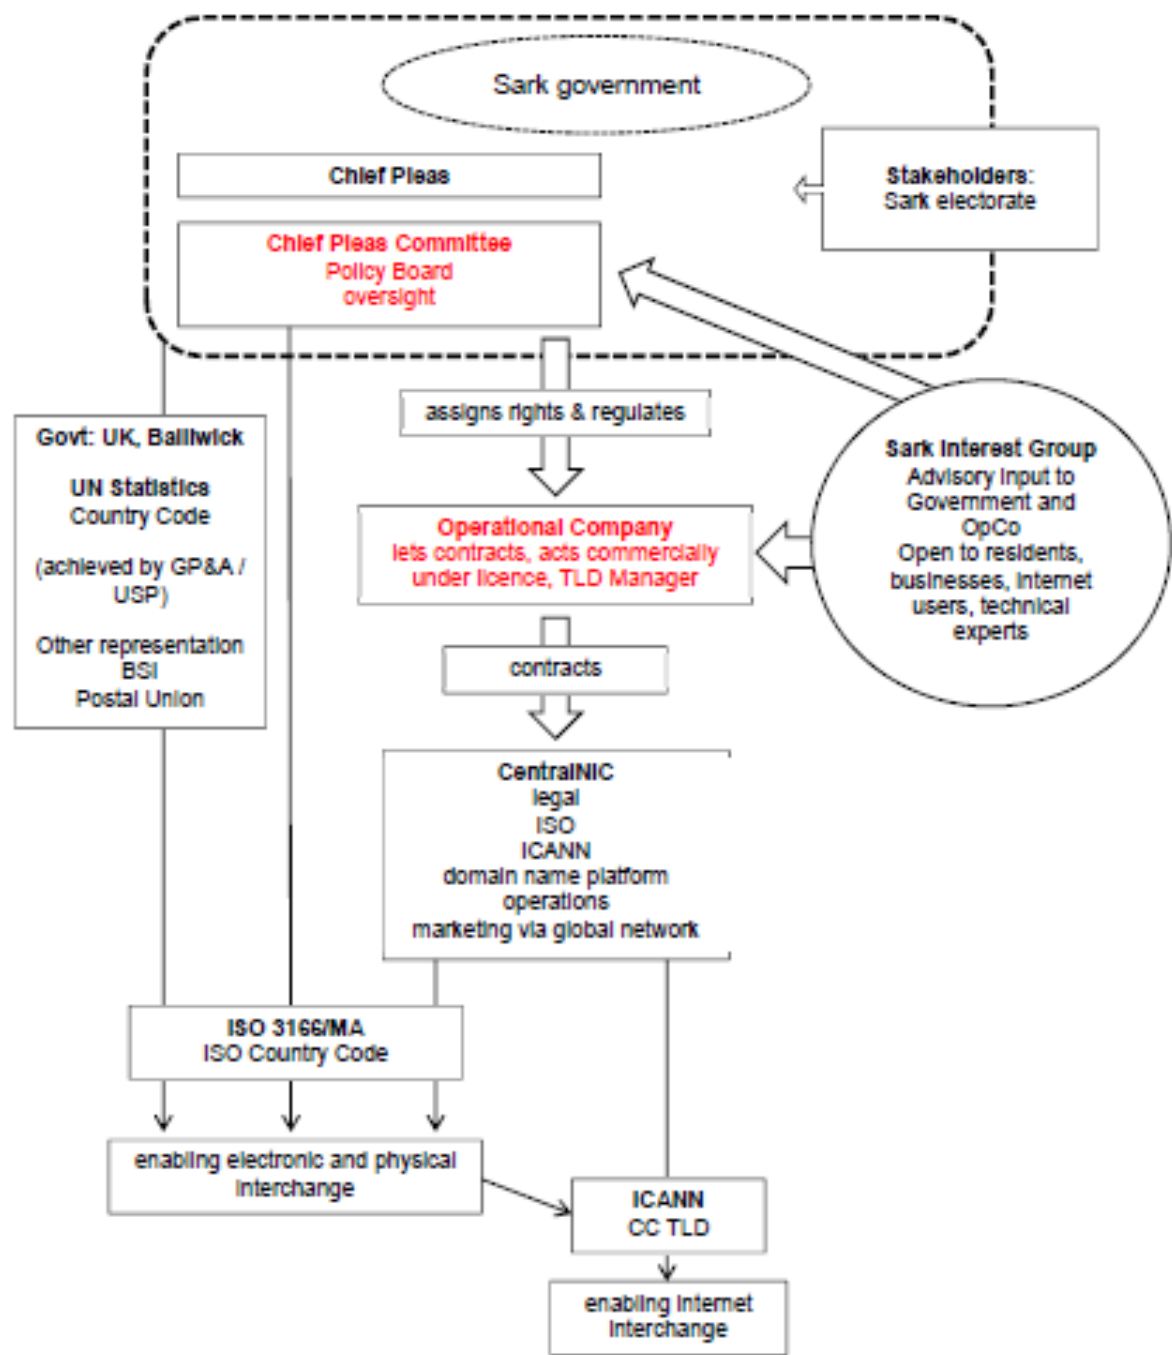 Sark government
Chief Pleas
Stakeholders:
Sark electorate
Chief Pleas Committee
Policy Board
oversight
assigns rights & regulates
Govt: UK, Bailiwick
UN Statistics
Country Code
(achieved by GP&A /
USP)
Other representation
BSI
Postal Union
Sark Interest Group
Advisory input to
Government and
OpCo
Open to residents,
businesses, internet
users, technical
experts
Operational Company
lets contracts, acts commercially
under licence, TLD Manager
contracts
CentralNIC
legal
ISO
ICANN
domain name platform
operations
marketing via global network
ISO 3166/MA
ISO Country Code
enabling electronic and physical
interchange
ICANN
CC TLD
enabling internet
interchange